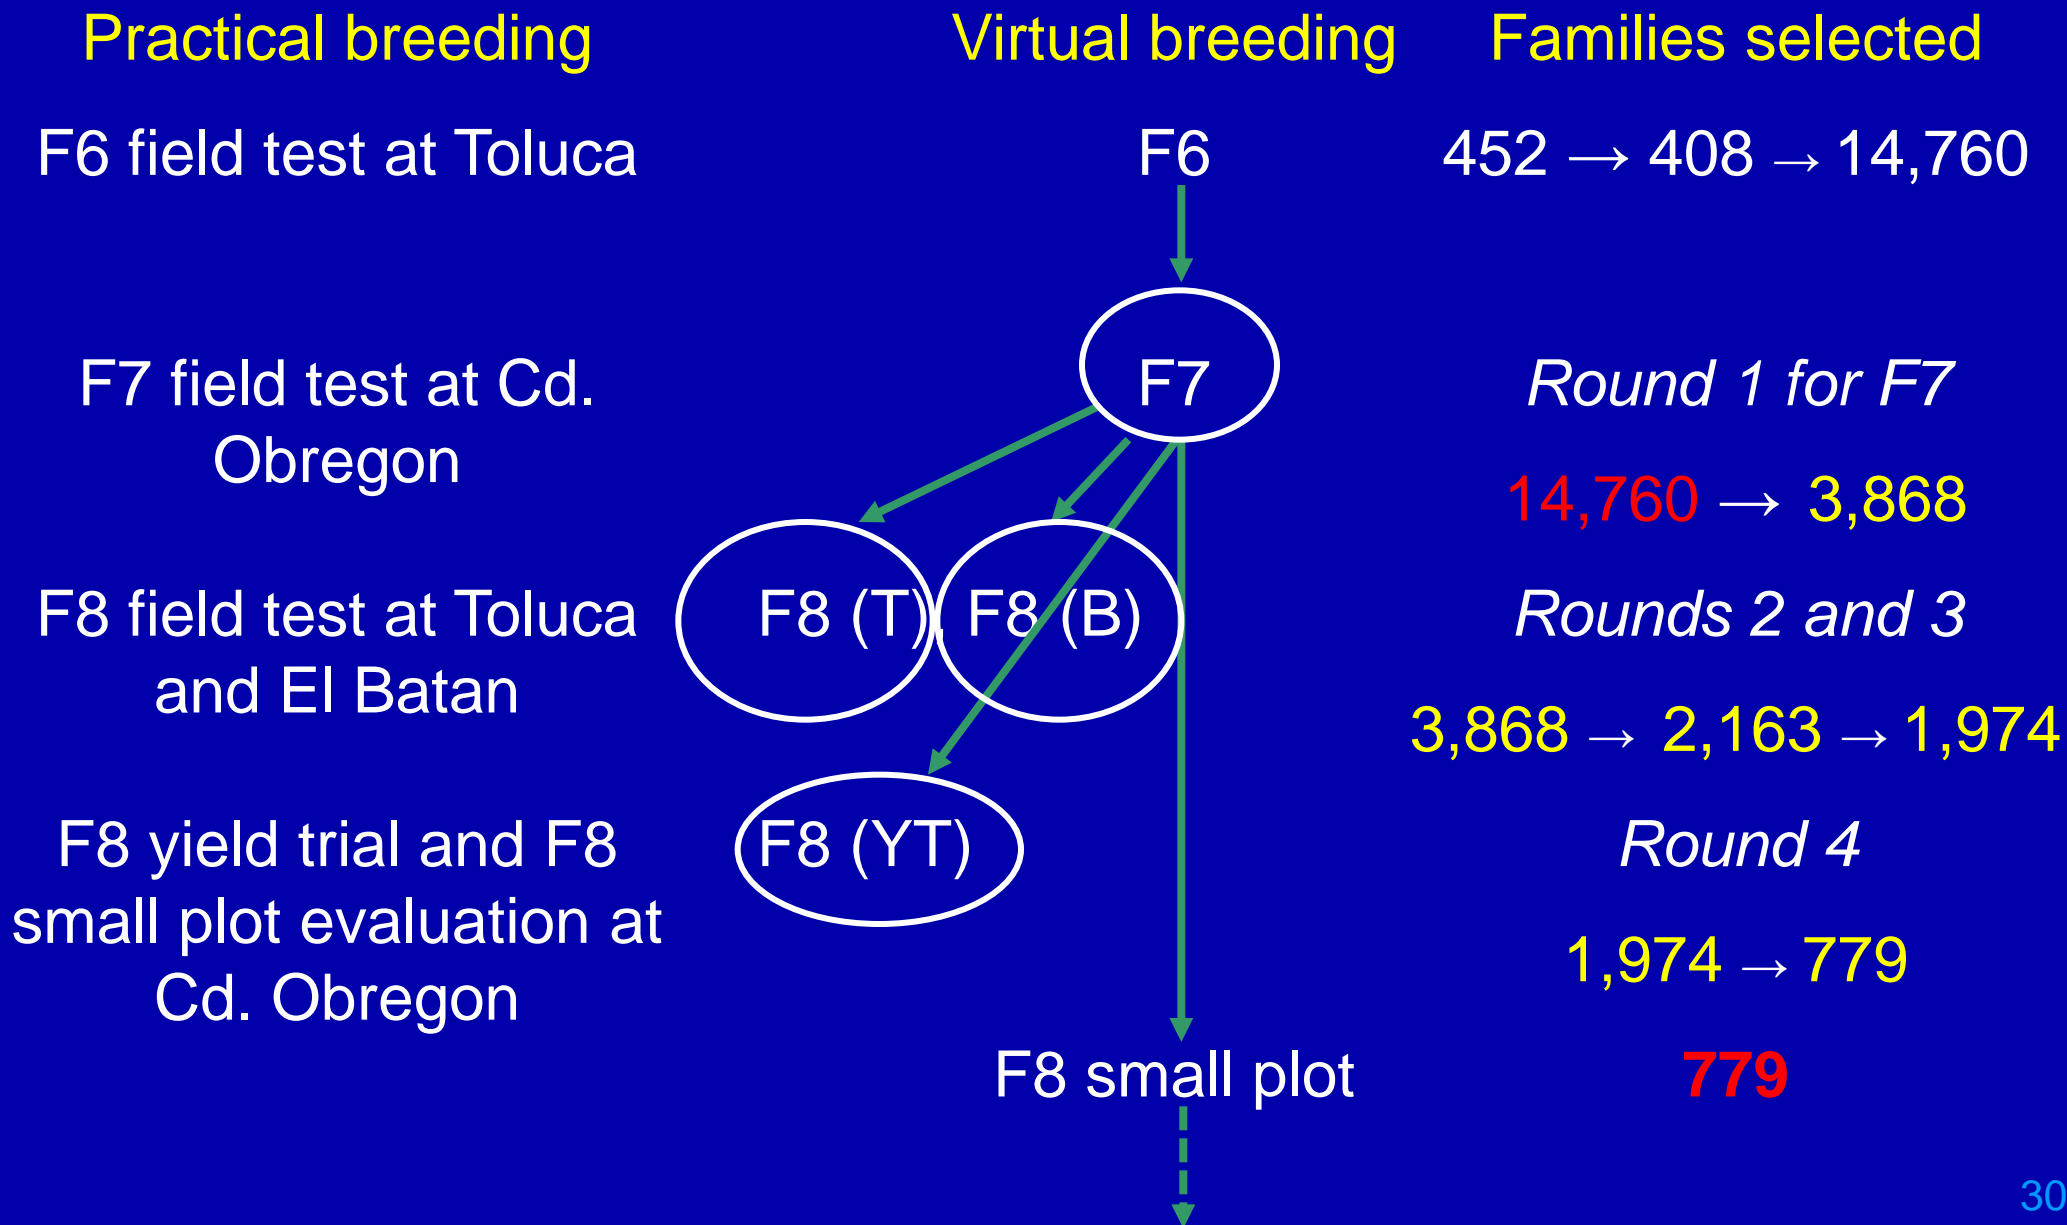 Practical breeding Virtual breeding Families selected
F6 field test at Toluca F6 452 → 408 → 14,760
F7 field test at Cd. F7 Round 1 for F7
Obregon 14,760 → 3,868
F8 field test at Toluca F8 (T), F8 (B) Rounds 2 and 3
and El Batan 3,868 → 2,163 → 1,974
F8 yield trial and F8 F8 (YT) Round 4
small plot evaluation at 1,974 → 779
Cd. Obregon
F8 small plot 779
30